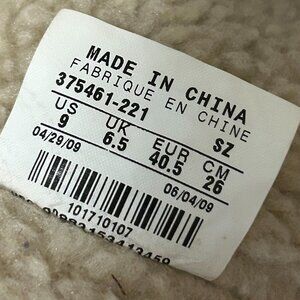 MADE IN CHINA
FABRIQUE EN CHINE
375461-221 SZ
US UK EUR CM
9 6.5 40.5 26
04/29/09 06/04/09
101710107